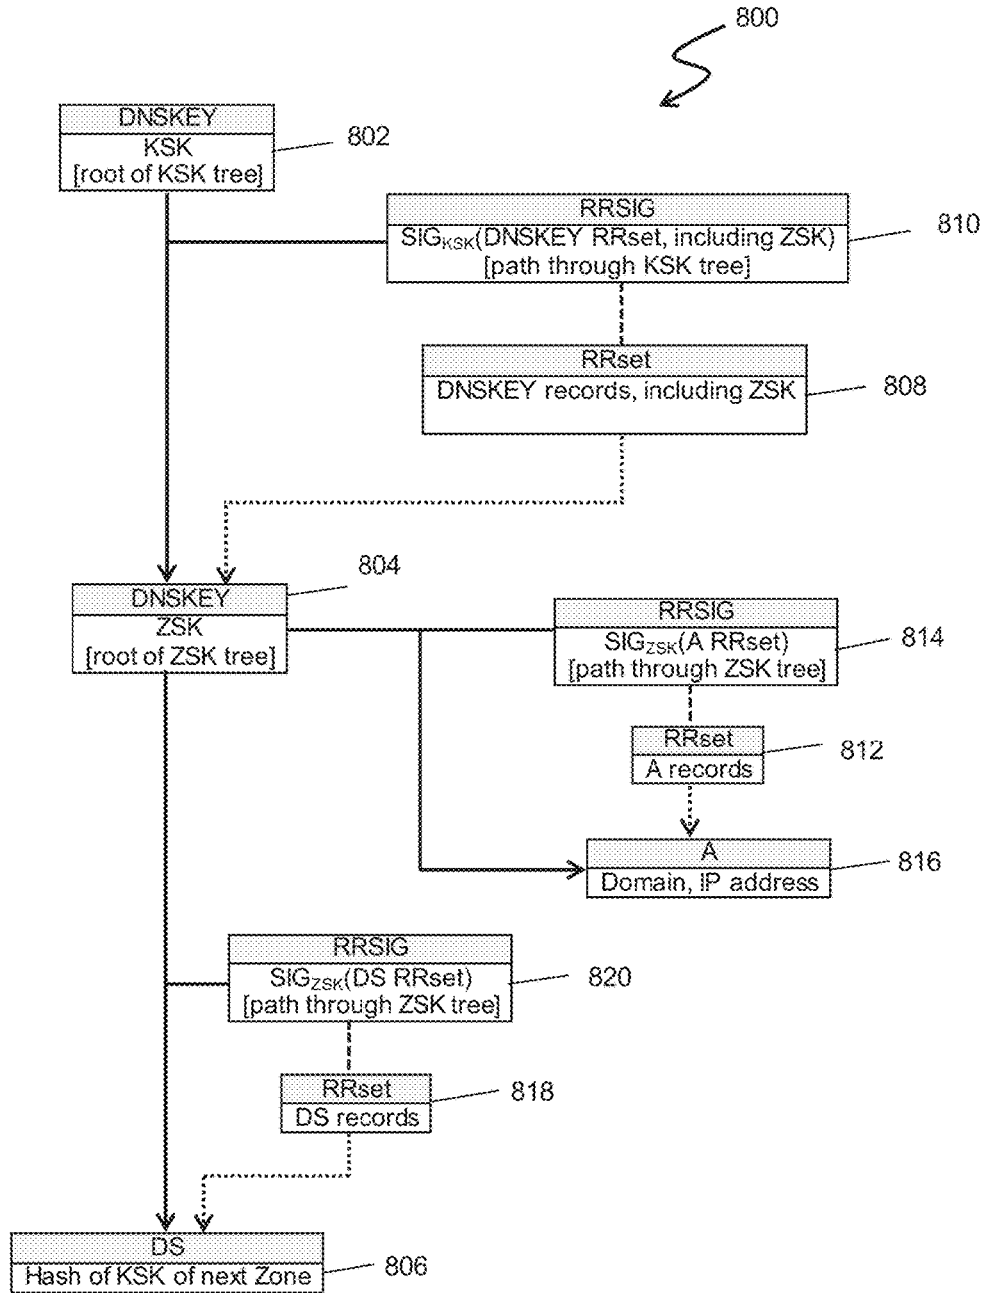 800
DNSKEY
KSK
[root of KSK tree]
802
RRSIG
SIGKSK(DNSKEY RRset, including ZSK)
[path through KSK tree]
810
RRset
DNSKEY records, including ZSK
808
DNSKEY
ZSK
[root of ZSK tree]
804
RRSIG
SIGZSK(A RRset)
[path through ZSK tree]
814
RRset
A records
812
A
Domain, IP address
816
RRSIG
SIGZSK(DS RRset)
[path through ZSK tree]
820
RRset
DS records
818
DS
Hash of KSK of next Zone
806